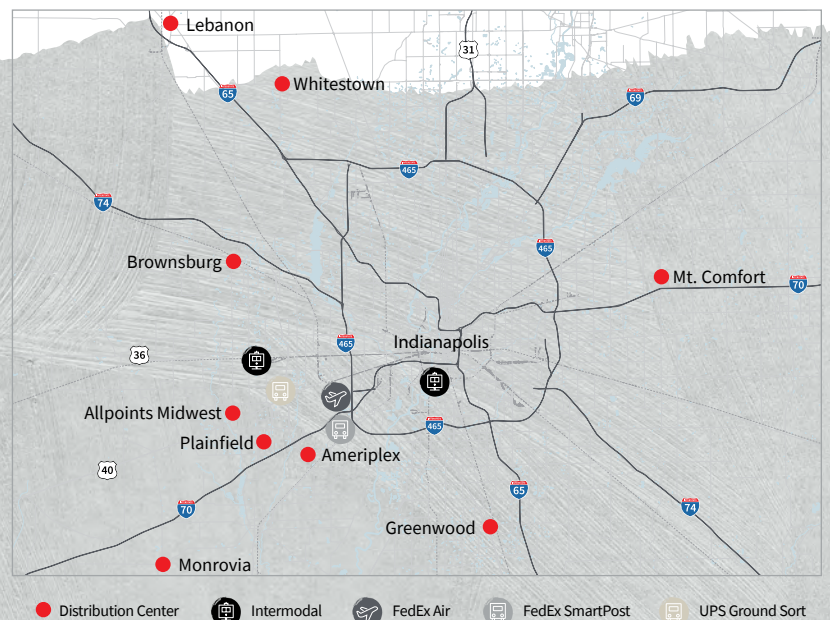 Lebanon
31
Whitestown
65
69
465
74
465
Brownsburg
Mt. Comfort
70
465
Indianapolis
36
Allpoints Midwest
465
Plainfield
Ameriplex
40
65
70
74
Greenwood
Monrovia
Distribution Center
Intermodal
FedEx Air
FedEx SmartPost
UPS Ground Sort